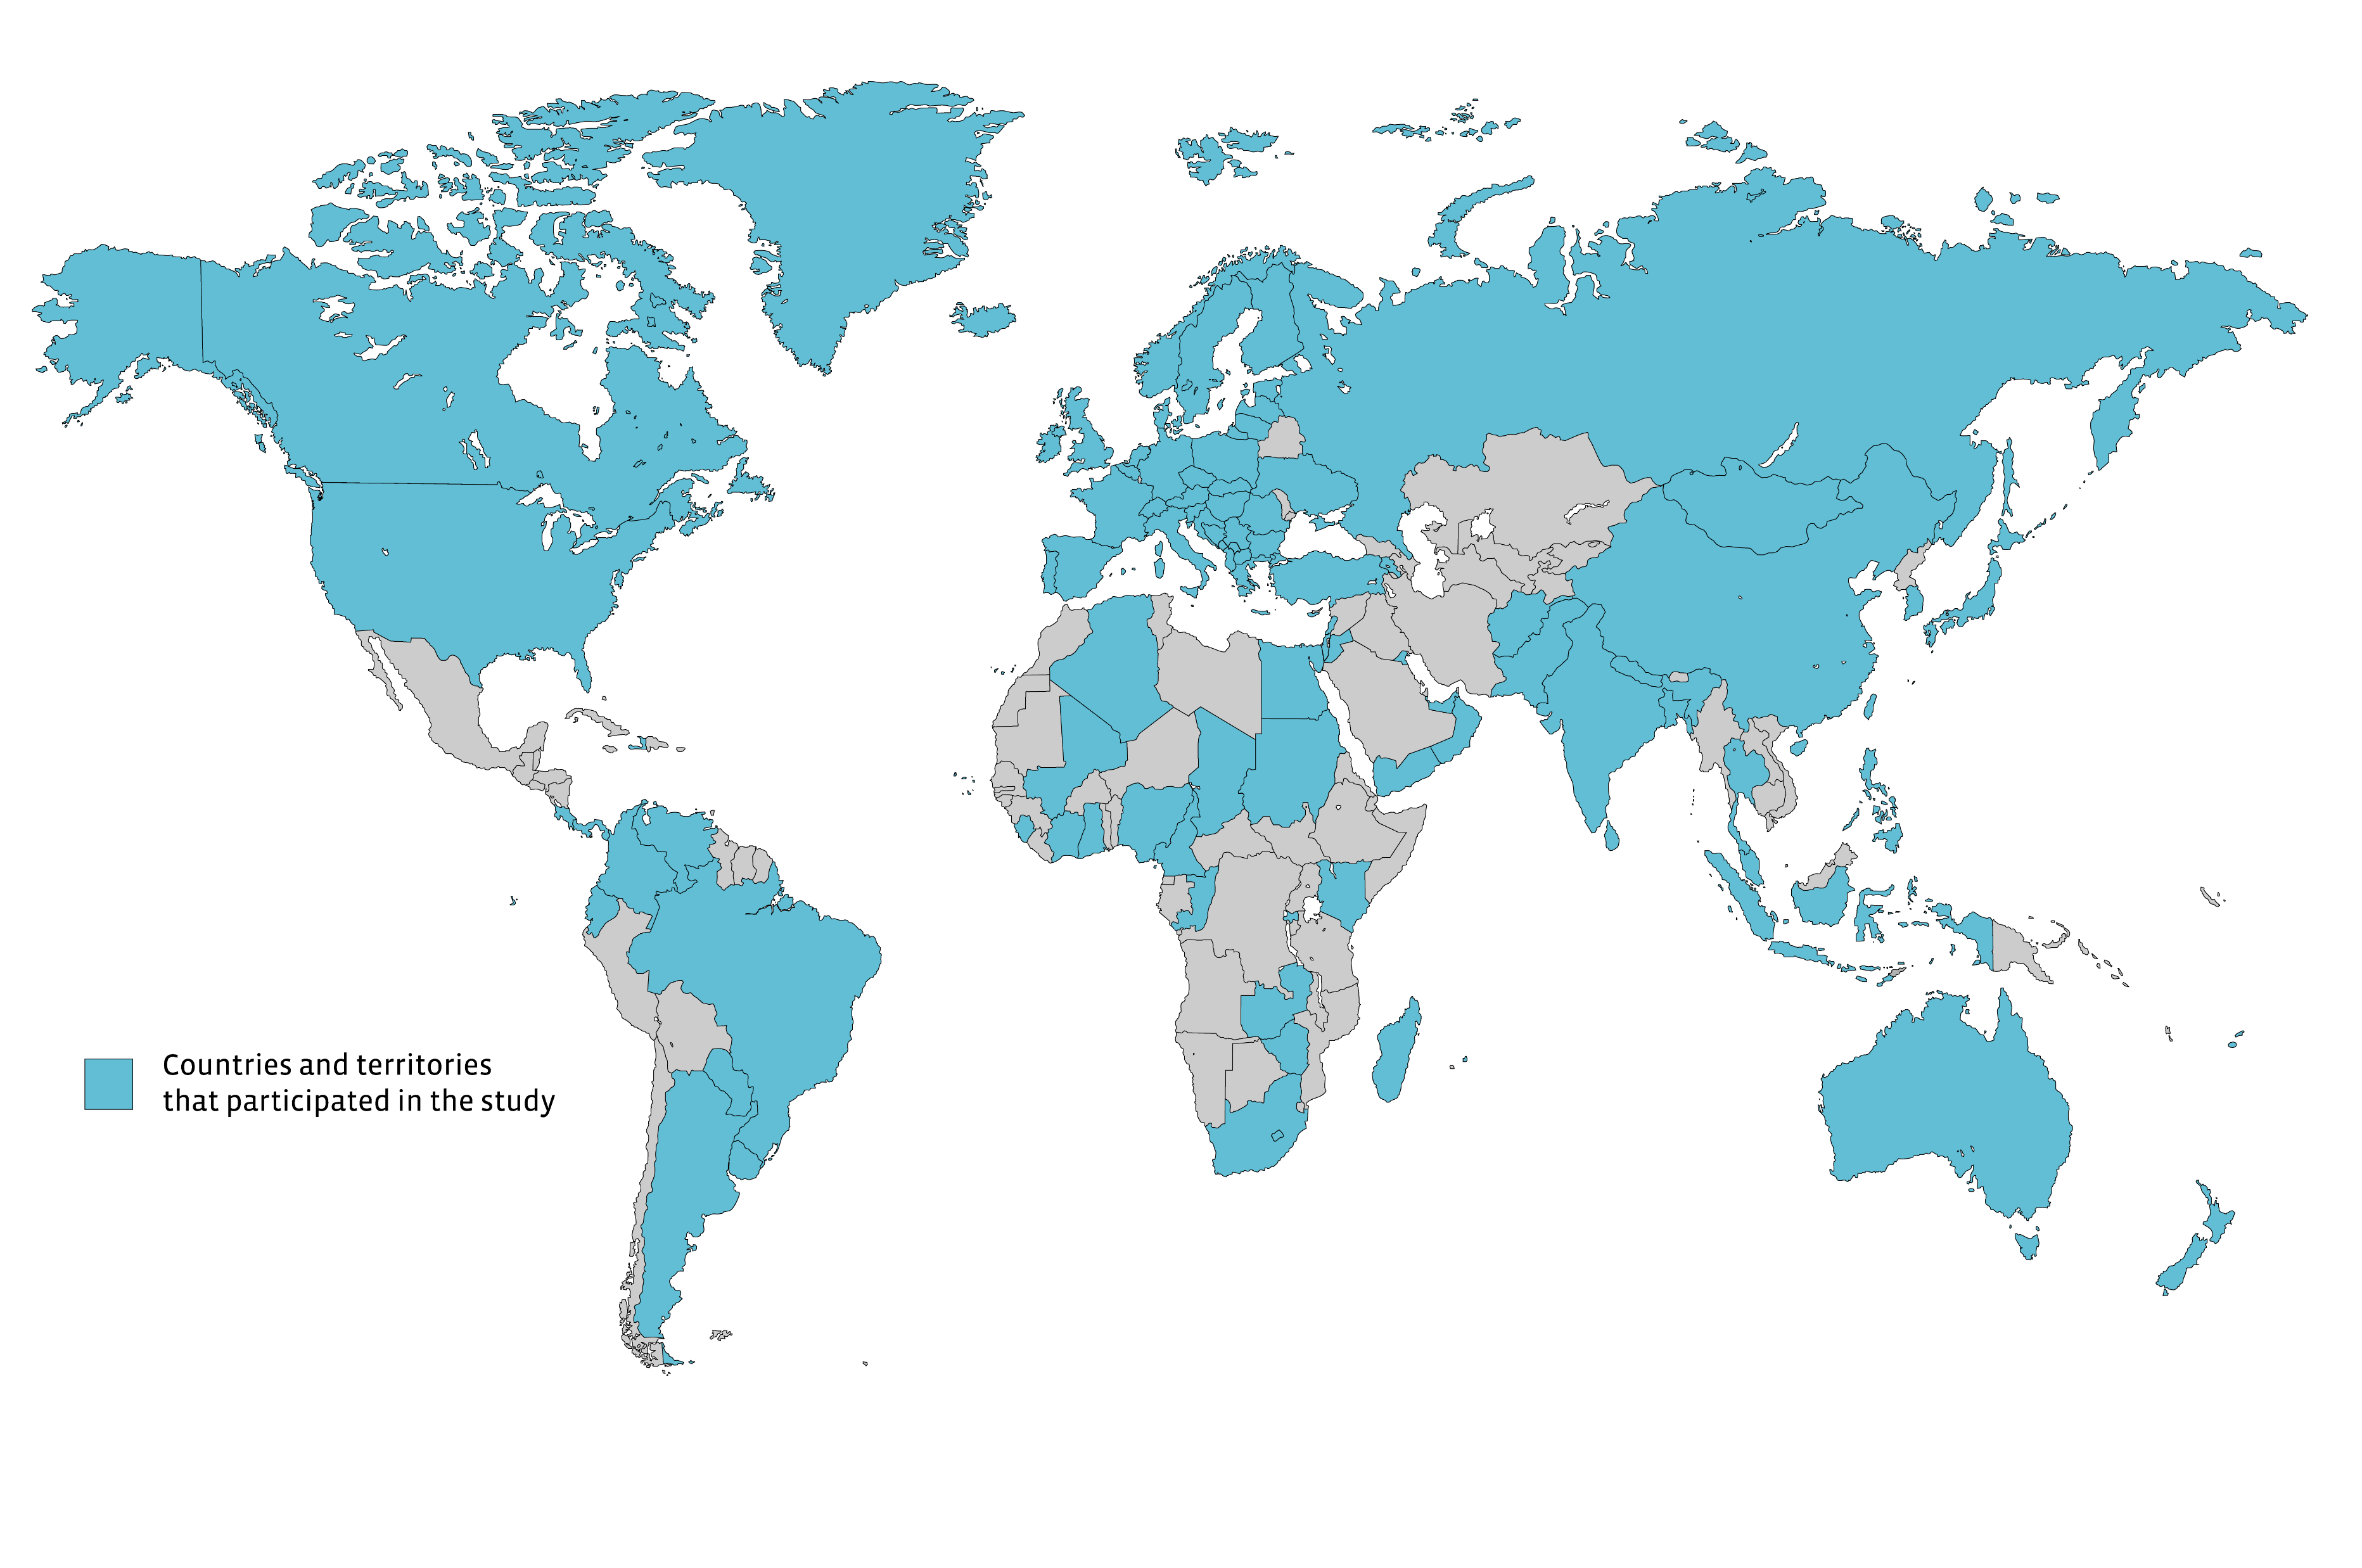 Countries and territories
that participated in the study